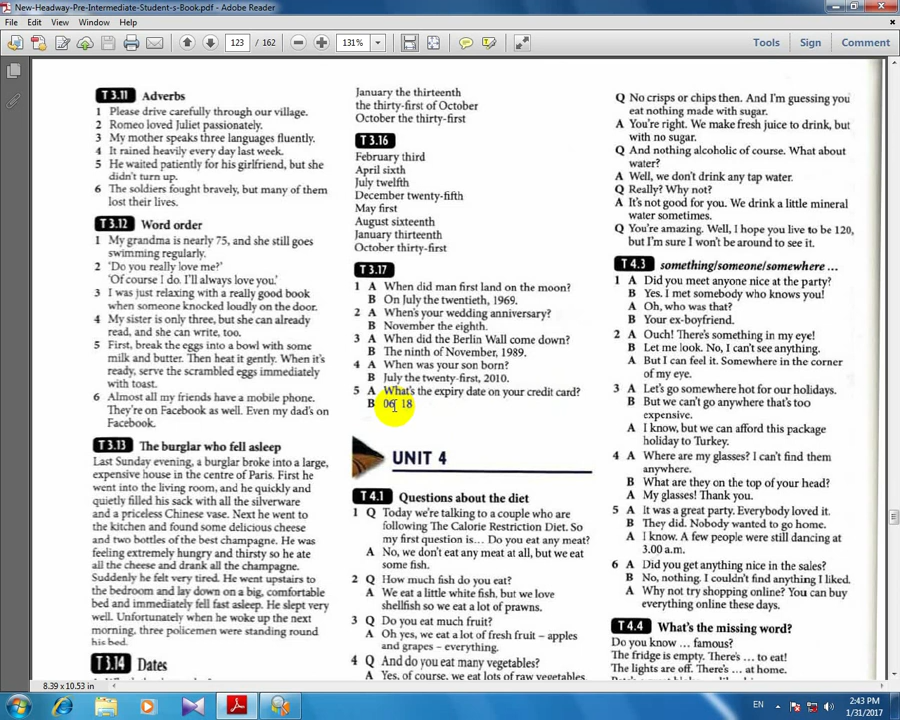 New-Headway-Pre-Intermediate-Student-s-Book.pdf - Adobe Reader
File Edit View Window Help
123 / 162 131% Tools Sign Comment
T 3.11 Adverbs
1 Please drive carefully through our village.
2 Romeo loved Juliet passionately.
3 My mother speaks three languages fluently.
4 It rained heavily every day last week.
5 He waited patiently for his girlfriend, but she
didn't turn up.
6 The soldiers fought bravely, but many of them
lost their lives.
T 3.12 Word order
1 My grandma is nearly 75, and she still goes
swimming regularly.
2 'Do you really love me?'
'Of course I do. I'll always love you.'
3 I was just relaxing with a really good book
when someone knocked loudly on the door.
4 My sister is only three, but she can already
read, and she can write, too.
5 First, break the eggs into a bowl with some
milk and butter. Then heat it gently. When it's
ready, serve the scrambled eggs immediately
with toast.
6 Almost all my friends have a mobile phone.
They're on Facebook as well. Even my dad's on
Facebook.
T 3.13 The burglar who fell asleep
Last Sunday evening, a burglar broke into a large,
expensive house in the centre of Paris. First he
went into the living room, and he quickly and
quietly filled his sack with all the silverware
and a priceless Chinese vase. Next he went to
the kitchen and found some delicious cheese
and two bottles of the best champagne. He was
feeling extremely hungry and thirsty so he ate
all the cheese and drank all the champagne.
Suddenly he felt very tired. He went upstairs to
the bedroom and lay down on a big, comfortable
bed and immediately fell fast asleep. He slept very
well. Unfortunately when he woke up the next
morning, three policemen were standing round
his bed.
T 3.14 Dates
January the thirteenth
the thirty-first of October
October the thirty-first
T 3.16
February third
April sixth
July twelfth
December twenty-fifth
May first
August sixteenth
January thirteenth
October thirty-first
T 3.17
1 A When did man first land on the moon?
B On July the twentieth, 1969.
2 A When's your wedding anniversary?
B November the eighth.
3 A When did the Berlin Wall come down?
B The ninth of November, 1989.
4 A When was your son born?
B July the twenty-first, 2010.
5 A What's the expiry date on your credit card?
B 06 18
UNIT 4
T 4.1 Questions about the diet
1 Q Today we're talking to a couple who are
following The Calorie Restriction Diet. So
my first question is… Do you eat any meat?
A No, we don't eat any meat at all, but we eat
some fish.
2 Q How much fish do you eat?
A We eat a little white fish, but we love
shellfish so we eat a lot of prawns.
3 Q Do you eat much fruit?
A Oh yes, we eat a lot of fresh fruit – apples
and grapes – everything.
4 Q And do you eat many vegetables?
A Yes, of course, we eat lots of raw vegetables
Q No crisps or chips then. And I'm guessing you
eat nothing made with sugar.
A You're right. We make fresh juice to drink, but
with no sugar.
Q And nothing alcoholic of course. What about
water?
A Well, we don't drink any tap water.
Q Really? Why not?
A It's not good for you. We drink a little mineral
water sometimes.
Q You're amazing. Well, I hope you live to be 120,
but I'm sure I won't be around to see it.
T 4.3 something/someone/somewhere …
1 A Did you meet anyone nice at the party?
B Yes. I met somebody who knows you!
A Oh, who was that?
B Your ex-boyfriend.
2 A Ouch! There's something in my eye!
B Let me look. No, I can't see anything.
A But I can feel it. Somewhere in the corner
of my eye.
3 A Let's go somewhere hot for our holidays.
B But we can't go anywhere that's too
expensive.
A I know, but we can afford this package
holiday to Turkey.
4 A Where are my glasses? I can't find them
anywhere.
B What are they on the top of your head?
A My glasses! Thank you.
5 A It was a great party. Everybody loved it.
B They did. Nobody wanted to go home.
A I know. A few people were still dancing at
3.00 a.m.
6 A Did you get anything nice in the sales?
B No, nothing. I couldn't find anything I liked.
A Why not try shopping online? You can buy
everything online these days.
T 4.4 What's the missing word?
Do you know … famous?
The fridge is empty. There's … to eat!
The lights are off. There's … at home.
8.39 x 10.53 in
EN 2:43 PM
1/31/2017